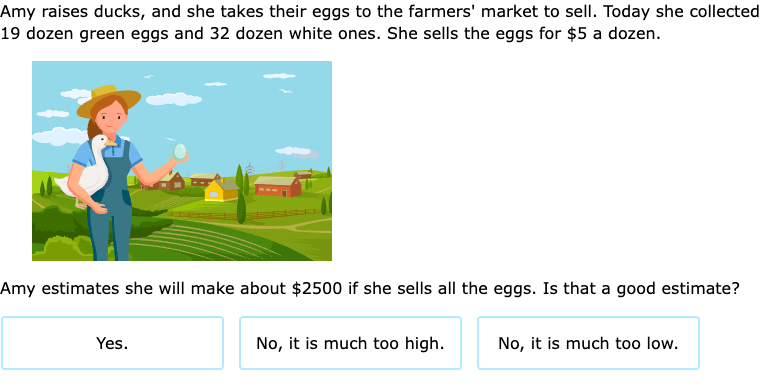 Amy raises ducks, and she takes their eggs to the farmers' market to sell. Today she collected
19 dozen green eggs and 32 dozen white ones. She sells the eggs for $5 a dozen.
Amy estimates she will make about $2500 if she sells all the eggs. Is that a good estimate?
Yes.
No, it is much too high.
No, it is much too low.